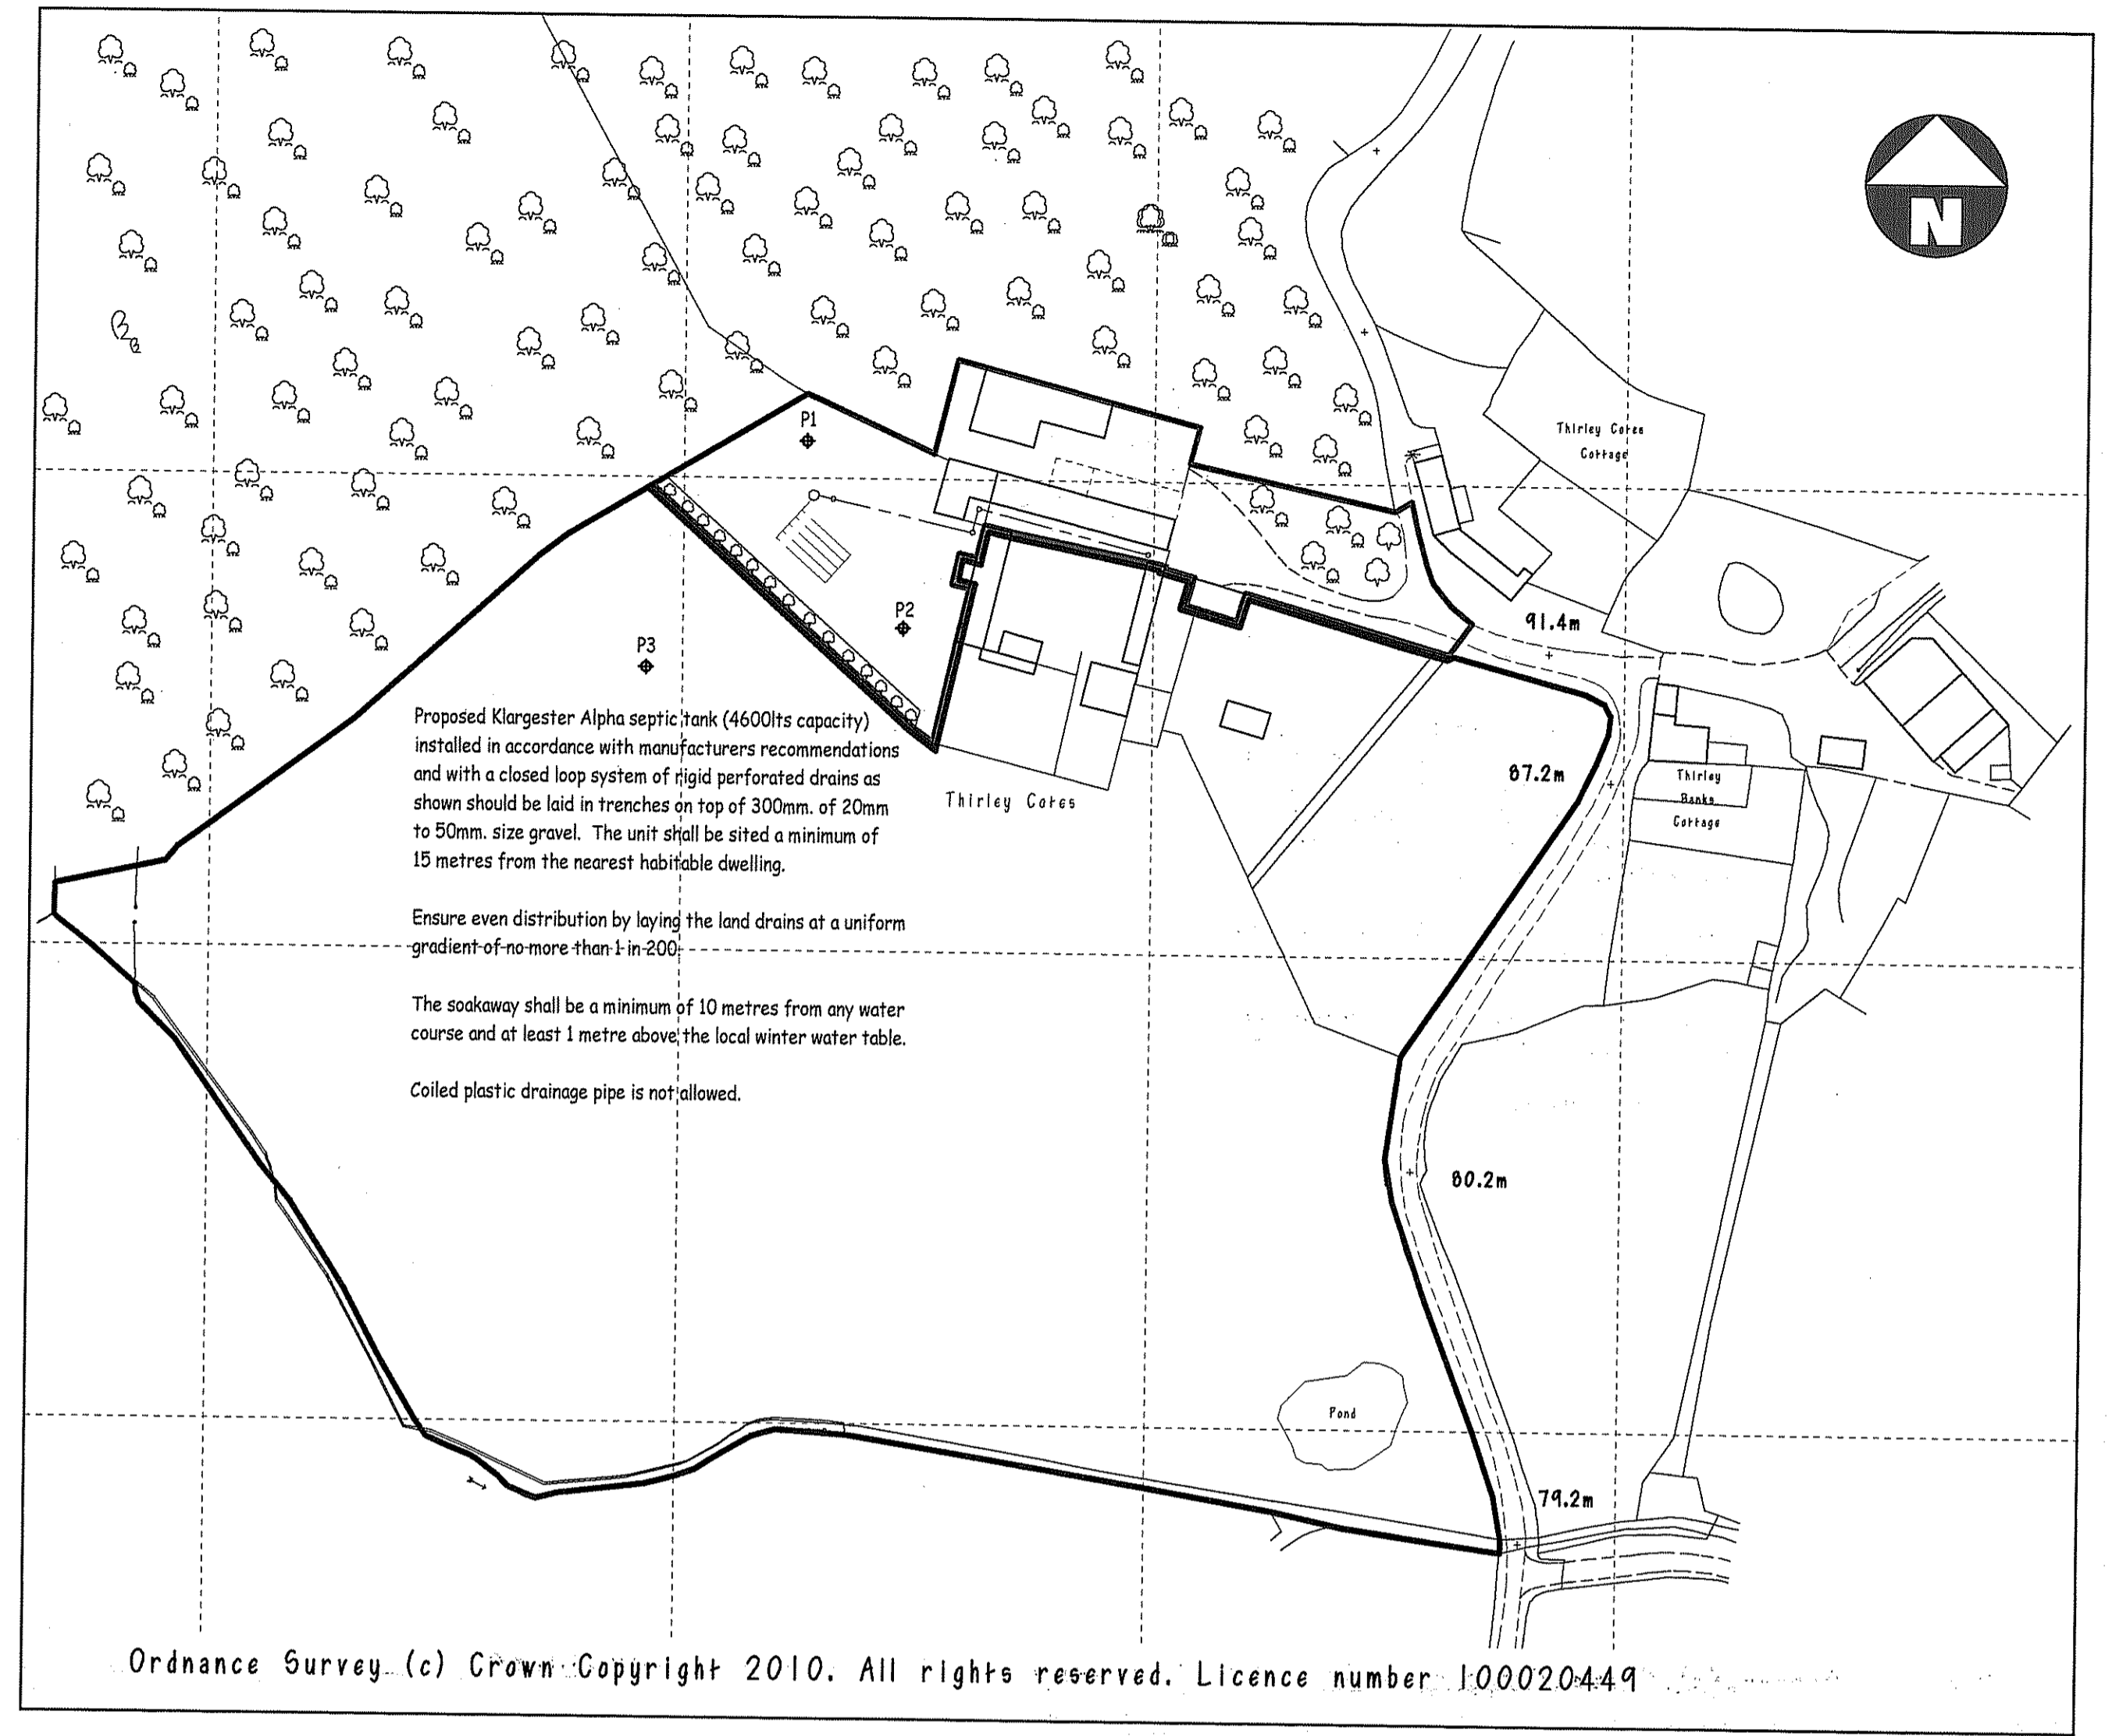 N
P1
Thirley Cotes
Cottage
P2
91.4m
P3
Proposed Klargester Alpha septic tank (4600lts capacity)
installed in accordance with manufacturers recommendations
and with a closed loop system of rigid perforated drains as
shown should be laid in trenches on top of 300mm. of 20mm
to 50mm. size gravel. The unit shall be sited a minimum of
15 metres from the nearest habitable dwelling.
Ensure even distribution by laying the land drains at a uniform
gradient of no more than 1 in 200
The soakaway shall be a minimum of 10 metres from any water
course and at least 1 metre above the local winter water table.
Coiled plastic drainage pipe is not allowed.
Thirley Cotes
87.2m
Thirley
Banks
Cottage
80.2m
Pond
79.2m
Ordnance Survey (c) Crown Copyright 2010. All rights reserved. Licence number 100020449